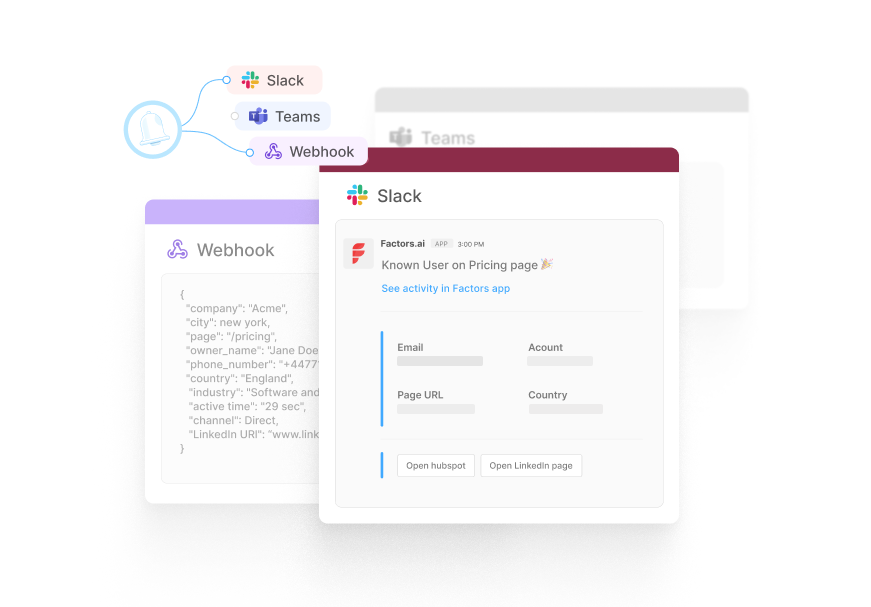 Slack
Teams
Webhook
Teams
Slack
Webhook
Factors.ai APP 3:00 PM
Known User on Pricing page
See activity in Factors app
Email Acount
Page URL Country
Open hubspot Open LinkedIn page
{
"company": "Acme",
"city": new york,
"page": "/pricing",
"owner_name": "Jane Doe
"phone_number": "+4477
"country": "England",
"industry": "Software and
"active time": "29 sec",
"channel": Direct,
"LinkedIn URl": "www.link
}